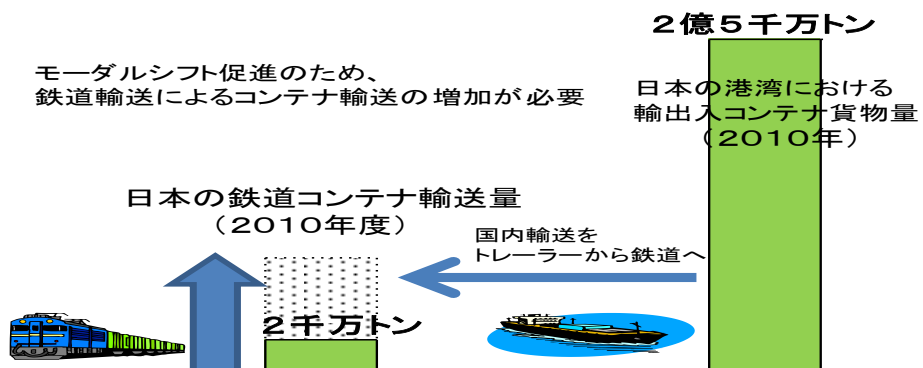 2億5千万トン
モーダルシフト促進のため、
鉄道輸送によるコンテナ輸送の増加が必要
日本の港湾における
輸出入コンテナ貨物量
（2010年）
日本の鉄道コンテナ輸送量
（2010年度）
国内輸送を
トレーラーから鉄道へ
2千万トン